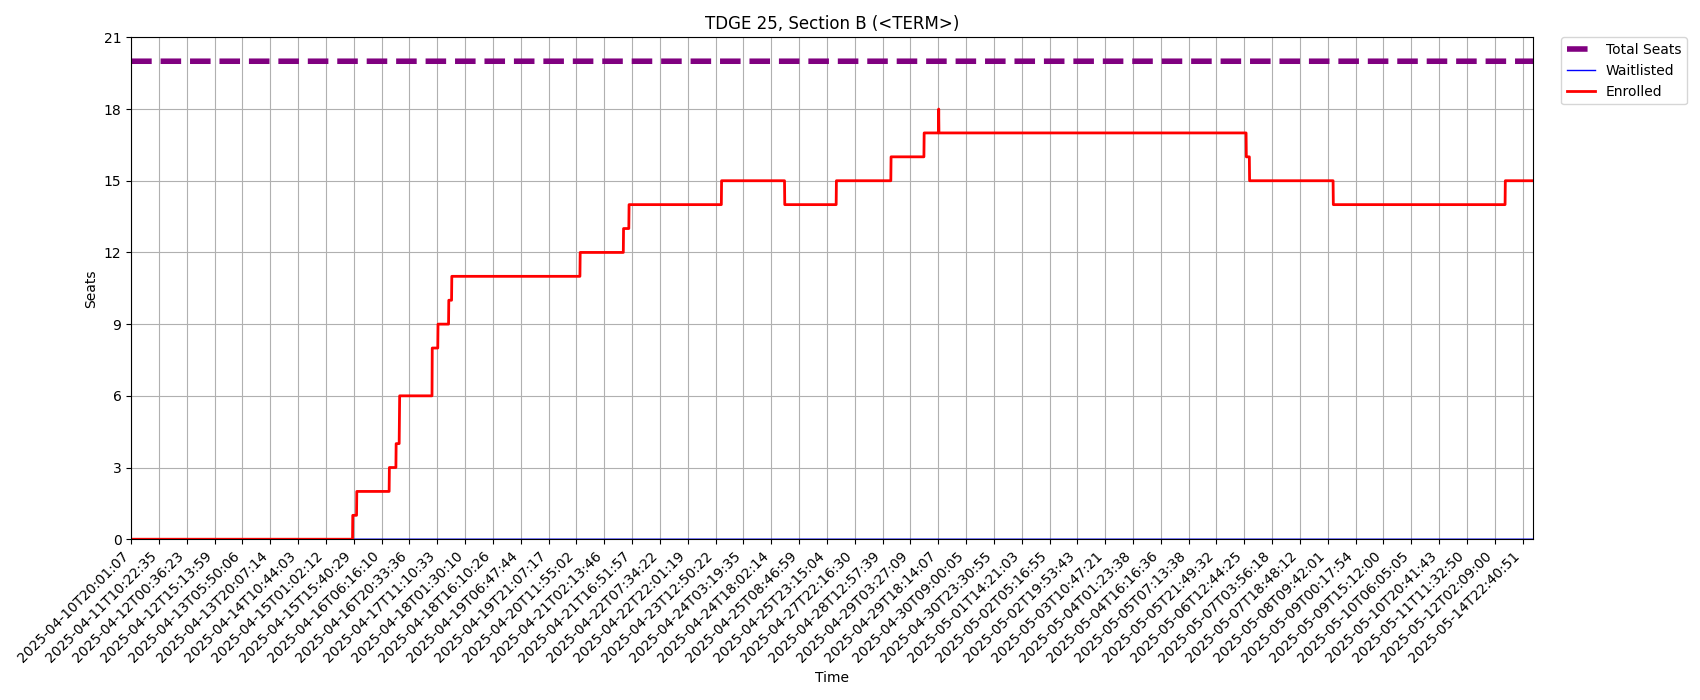 TDGE 25, Section B (<TERM>)
Total Seats
Waitlisted
Enrolled
Seats
21
18
15
12
9
6
3
0
2025-04-10T20:01:07
2025-04-11T10:22:35
2025-04-12T00:36:23
2025-04-12T15:13:59
2025-04-13T05:50:06
2025-04-13T20:07:14
2025-04-14T10:44:03
2025-04-15T01:02:12
2025-04-15T15:40:29
2025-04-16T06:16:10
2025-04-16T20:33:36
2025-04-17T11:10:33
2025-04-18T01:30:10
2025-04-18T16:10:26
2025-04-19T06:47:44
2025-04-19T21:07:17
2025-04-20T11:55:02
2025-04-21T02:13:46
2025-04-21T16:51:57
2025-04-22T07:34:22
2025-04-22T22:01:19
2025-04-23T12:50:22
2025-04-24T03:19:35
2025-04-24T18:02:14
2025-04-25T08:46:59
2025-04-25T23:15:04
2025-04-27T22:16:30
2025-04-28T12:57:39
2025-04-29T03:27:09
2025-04-29T18:14:07
2025-04-30T09:00:05
2025-04-30T23:30:55
2025-05-01T14:21:03
2025-05-02T05:16:55
2025-05-02T19:53:43
2025-05-03T10:47:21
2025-05-04T01:23:38
2025-05-04T16:16:36
2025-05-05T07:13:38
2025-05-05T21:49:32
2025-05-06T12:44:25
2025-05-07T03:56:18
2025-05-07T18:48:12
2025-05-08T09:42:01
2025-05-09T00:17:54
2025-05-09T15:12:00
2025-05-10T06:05:05
2025-05-10T20:41:43
2025-05-11T11:32:50
2025-05-12T02:09:00
2025-05-14T22:40:51
Time